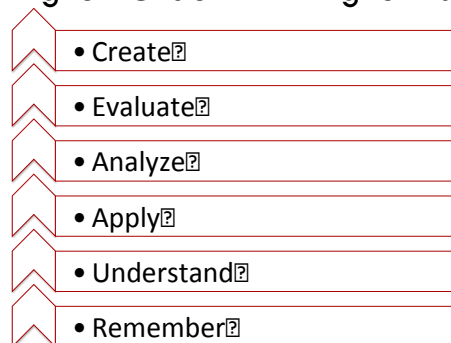 • Create
• Evaluate
• Analyze
• Apply
• Understand
• Remember